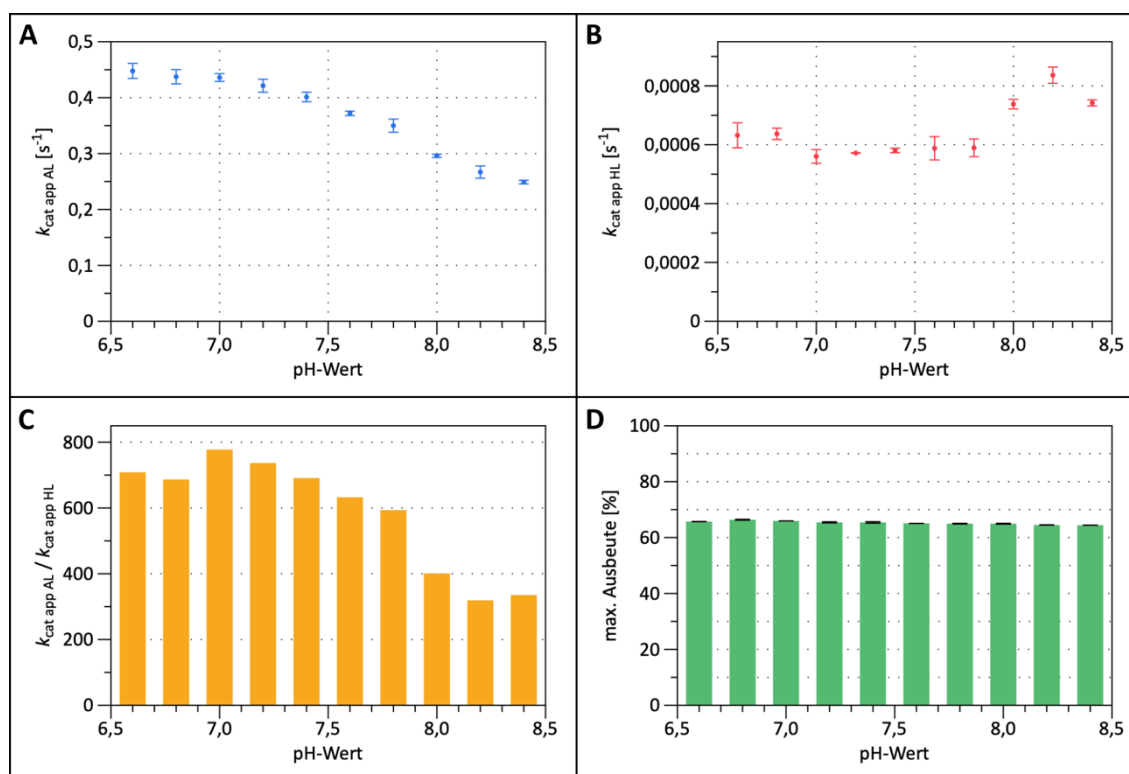 A
k cat app AL [s⁻¹]
0,5
0,4
0,3
0,2
0,1
0
6,5 7,0 7,5 8,0 8,5
pH-Wert
B
k cat app HL [s⁻¹]
0,0008
0,0006
0,0004
0,0002
0
6,5 7,0 7,5 8,0 8,5
pH-Wert
C
k cat app AL / k cat app HL
800
600
400
200
0
6,5 7,0 7,5 8,0 8,5
pH-Wert
D
max. Ausbeute [%]
100
80
60
40
20
0
6,5 7,0 7,5 8,0 8,5
pH-Wert